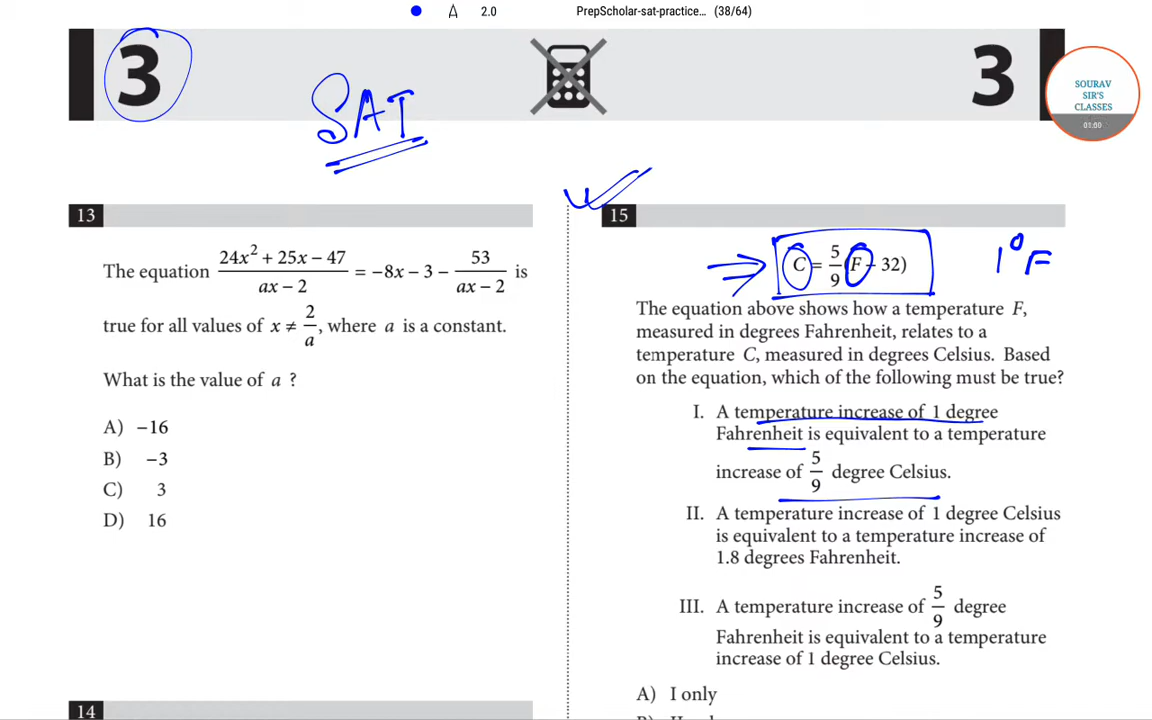 2.0 PrepScholar-sat-practice... (38/64)
3
SAT
3
SOURAV
SIR'S
CLASSES
01:00
13
The equation (24x² + 25x − 47)/(ax − 2) = −8x − 3 − 53/(ax − 2) is
true for all values of x ≠ 2/a, where a is a constant.
What is the value of a ?
A) −16
B) −3
C) 3
D) 16
14
15
C = 5/9(F − 32)
1°F
The equation above shows how a temperature F,
measured in degrees Fahrenheit, relates to a
temperature C, measured in degrees Celsius. Based
on the equation, which of the following must be true?
I. A temperature increase of 1 degree
Fahrenheit is equivalent to a temperature
increase of 5/9 degree Celsius.
II. A temperature increase of 1 degree Celsius
is equivalent to a temperature increase of
1.8 degrees Fahrenheit.
III. A temperature increase of 5/9 degree
Fahrenheit is equivalent to a temperature
increase of 1 degree Celsius.
A) I only